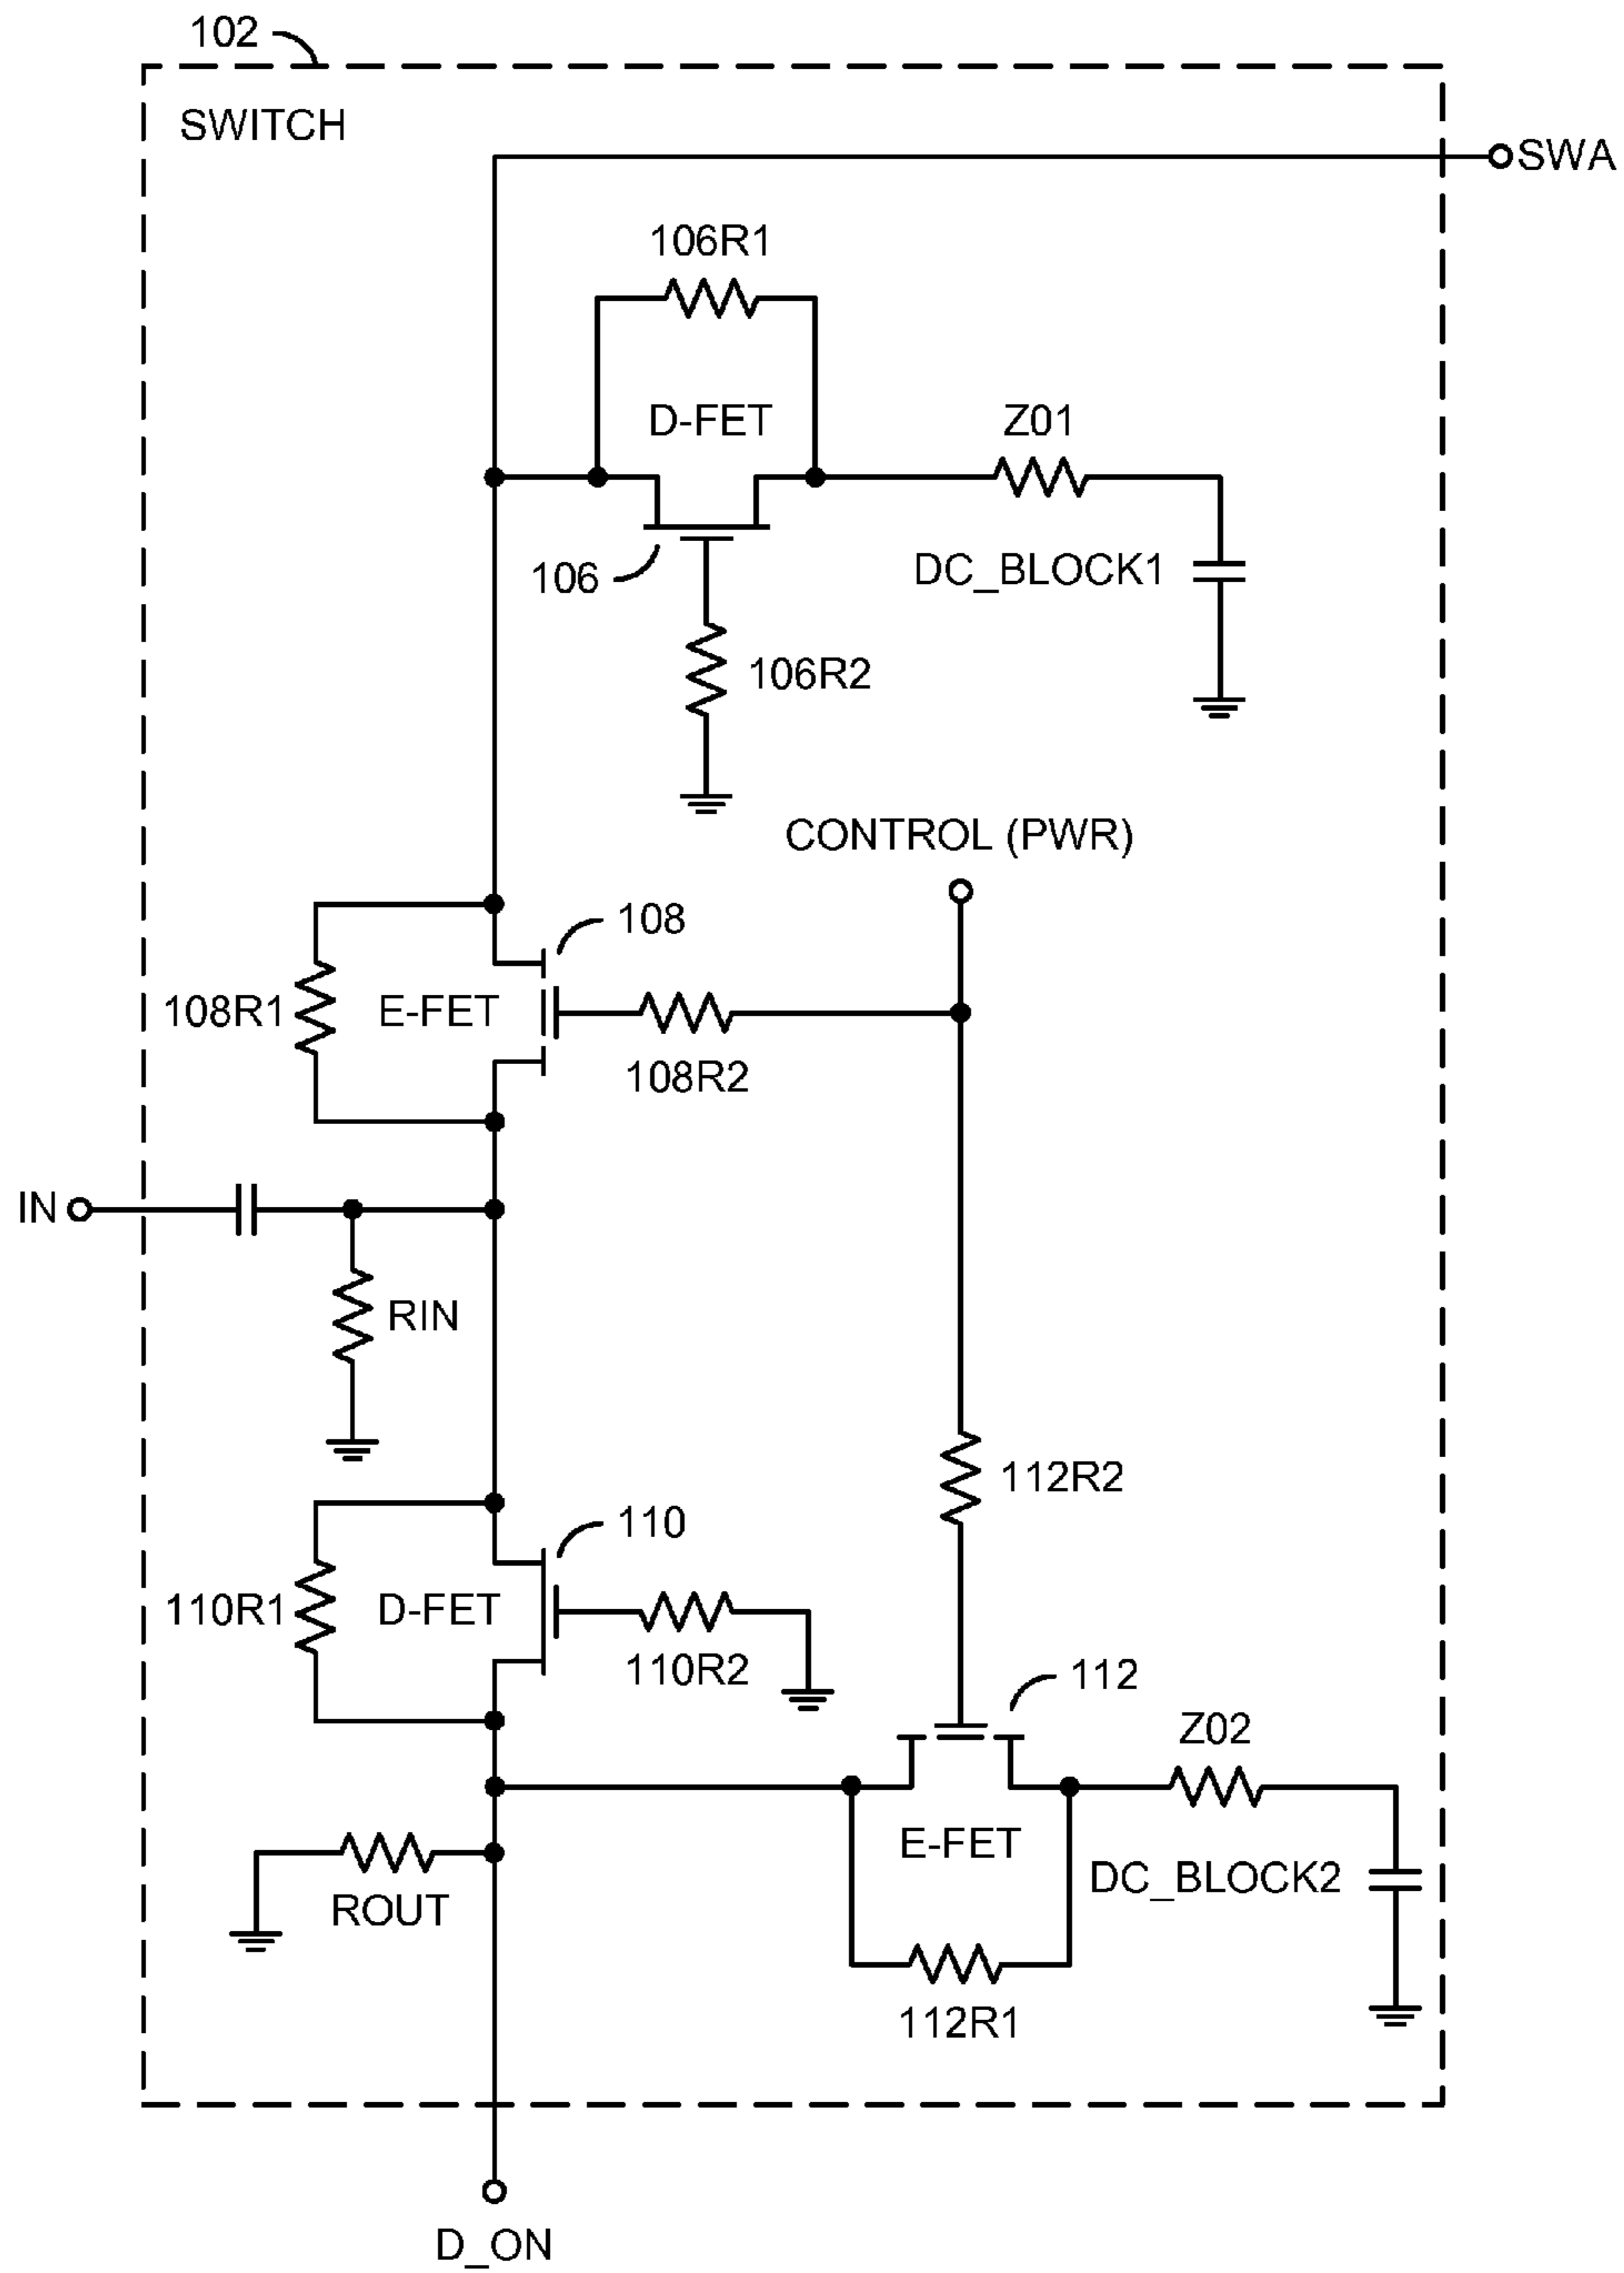 102
SWITCH
SWA
106R1
D-FET
Z01
106
DC_BLOCK1
106R2
CONTROL (PWR)
108
108R1
E-FET
108R2
IN
RIN
112R2
110
110R1
D-FET
110R2
112
Z02
E-FET
DC_BLOCK2
ROUT
112R1
D_ON